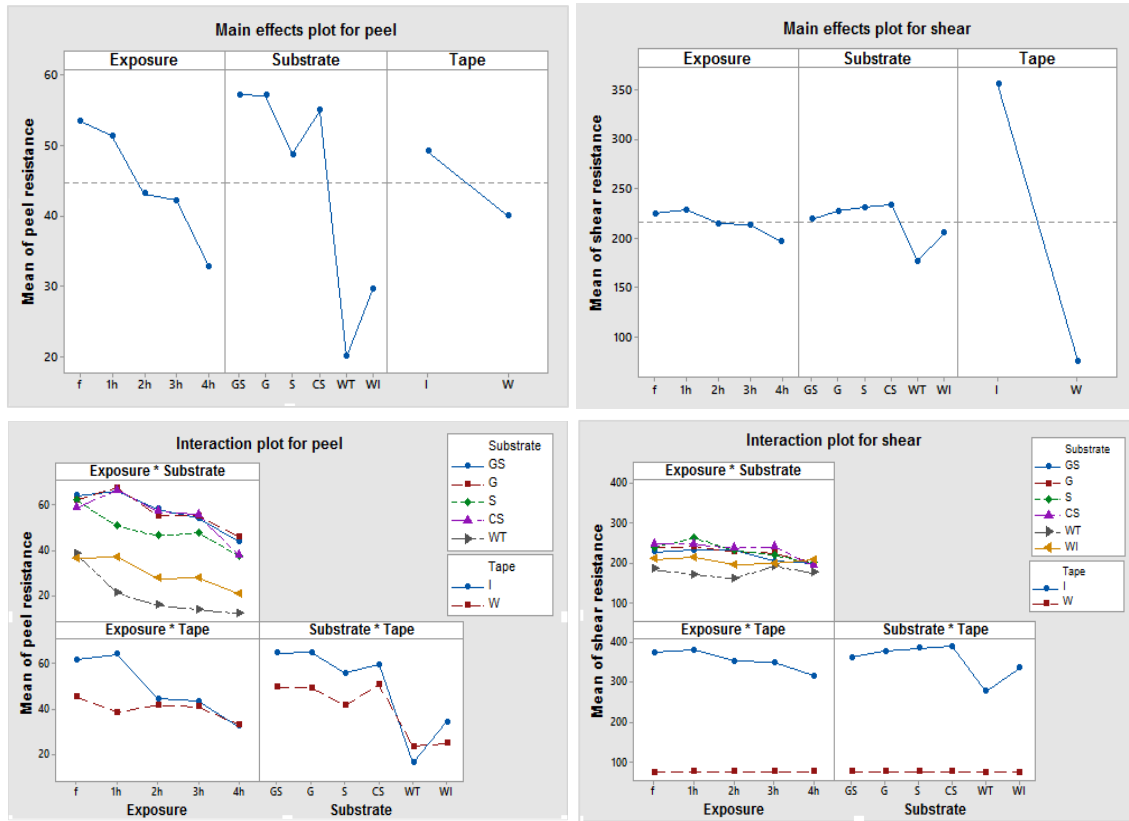 Main effects plot for peel
Exposure Substrate Tape
60
50
40
30
20
Mean of peel resistance
f 1h 2h 3h 4h GS G S CS WT WI I W
Main effects plot for shear
Exposure Substrate Tape
350
300
250
200
150
100
Mean of shear resistance
f 1h 2h 3h 4h GS G S CS WT WI I W
Interaction plot for peel
Exposure * Substrate
60
40
20
Substrate
GS
G
S
CS
WT
Tape
I
W
Exposure * Tape Substrate * Tape
60
40
20
Mean of peel resistance
f 1h 2h 3h 4h GS G S CS WT WI
Exposure Substrate
Interaction plot for shear
Exposure * Substrate
400
300
200
100
Substrate
GS
G
S
CS
WT
WI
Tape
I
W
Exposure * Tape Substrate * Tape
400
300
200
100
Mean of shear resistance
f 1h 2h 3h 4h GS G S CS WT WI
Exposure Substrate